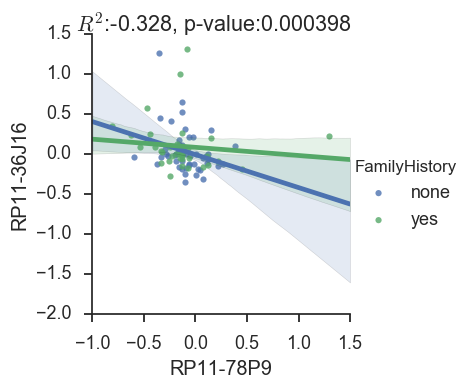 R²:-0.328, p-value:0.000398
1.5
1.0
0.5
0.0
−0.5
−1.0
−1.5
−2.0
RP11-36J16
−1.0 −0.5 0.0 0.5 1.0 1.5
RP11-78P9
FamilyHistory
none
yes